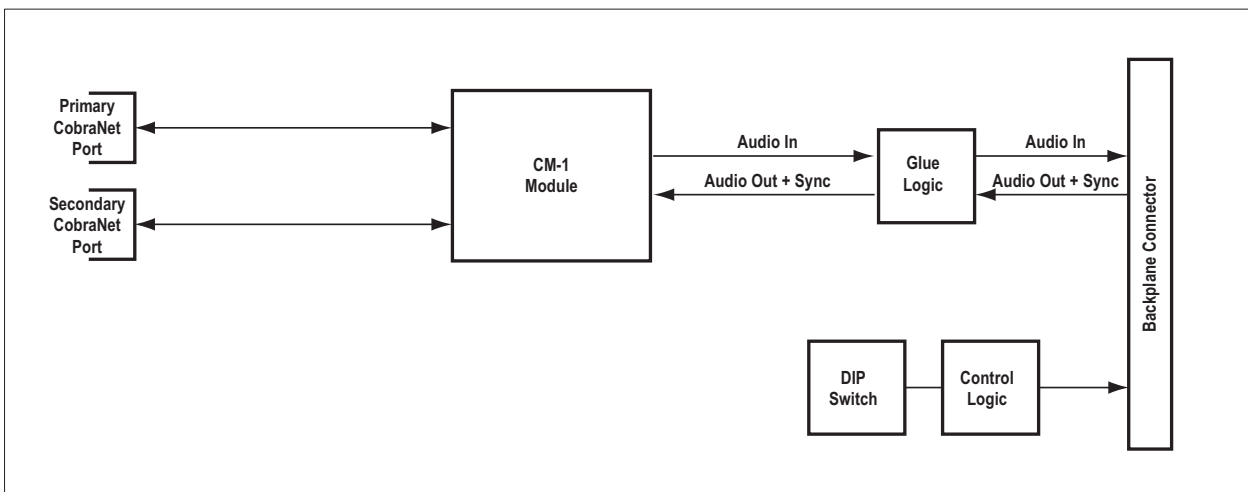 Primary
CobraNet
Port
Secondary
CobraNet
Port
CM-1
Module
Audio In
Audio Out + Sync
Glue
Logic
Audio In
Audio Out + Sync
Backplane Connector
DIP
Switch
Control
Logic